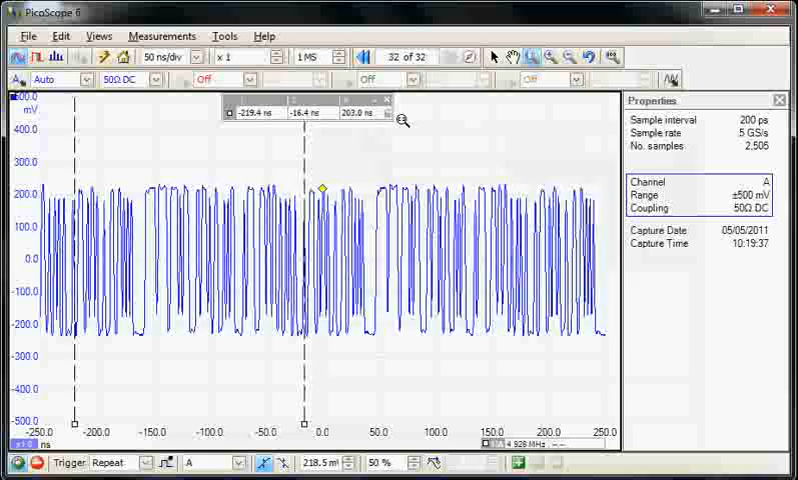 PicoScope 6
File Edit Views Measurements Tools Help
50 ns/div x 1 1 MS 32 of 32
A Auto 50Ω DC Off Off Off
500.0
mV
400.0
300.0
200.0
100.0
0.0
-100.0
-200.0
-300.0
-400.0
-500.0
-219.4 ns -16.4 ns 203.0 ns
-250.0 -200.0 -150.0 -100.0 -50.0 0.0 50.0 100.0 150.0 200.0 250.0
x1.0 ns
4.926 MHz --.--
Properties
Sample interval 200 ps
Sample rate 5 GS/s
No. samples 2,505
Channel A
Range ±500 mV
Coupling 50Ω DC
Capture Date 05/05/2011
Capture Time 10:19:37
Trigger Repeat A 218.5 mV 50 %